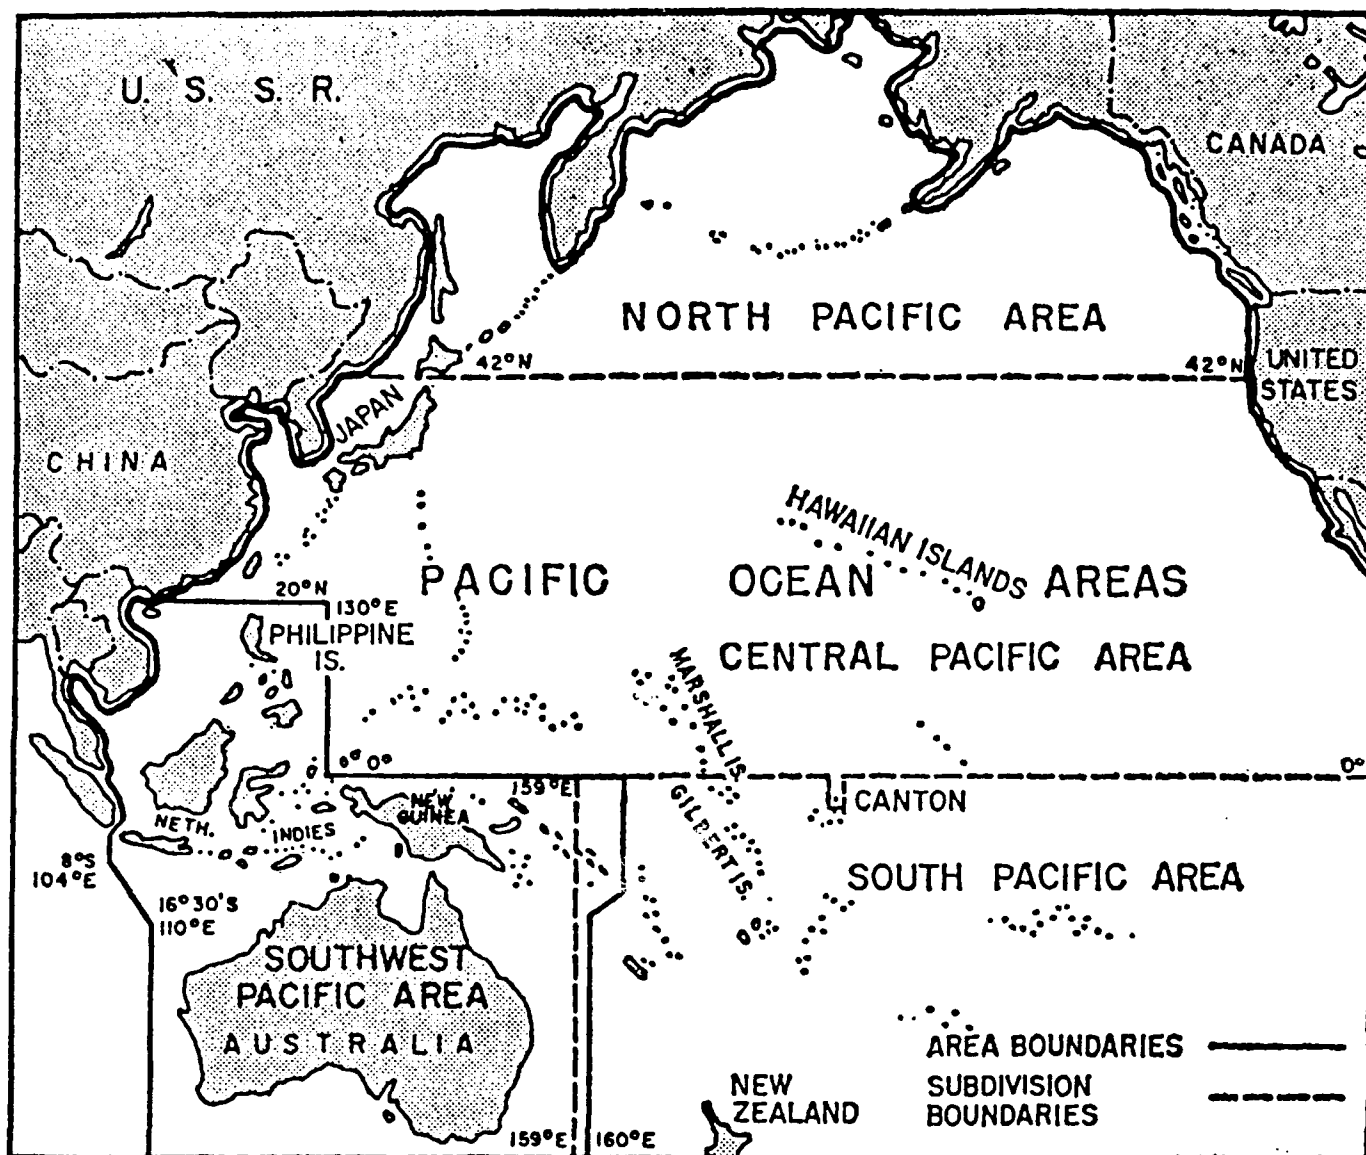 U. S. S. R.
CANADA
NORTH PACIFIC AREA
42°N
42°N
UNITED
STATES
JAPAN
CHINA
HAWAIIAN ISLANDS
PACIFIC OCEAN AREAS
20°N
130°E
PHILIPPINE
IS.
CENTRAL PACIFIC AREA
MARSHALL IS.
0°
0°
159°E
NEW
GUINEA
CANTON
NETH. INDIES
GILBERT IS.
8°S
104°E
SOUTH PACIFIC AREA
16°30'S
110°E
SOUTHWEST
PACIFIC AREA
AUSTRALIA
AREA BOUNDARIES
SUBDIVISION
BOUNDARIES
NEW
ZEALAND
159°E
160°E